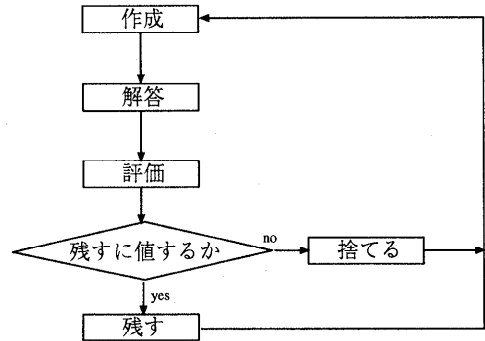 作成
解答
評価
残すに値するか
no
捨てる
yes
残す